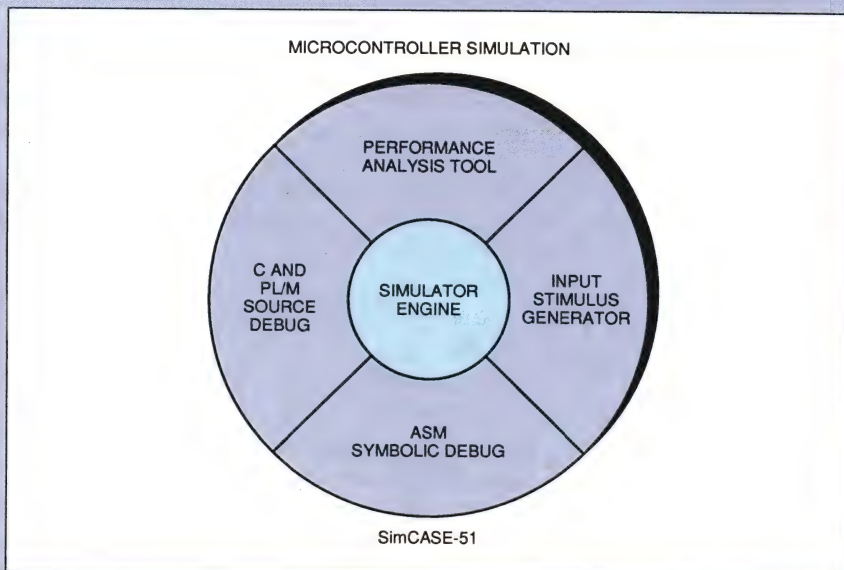 MICROCONTROLLER SIMULATION
PERFORMANCE
ANALYSIS TOOL
C AND
PL/M
SOURCE
DEBUG
SIMULATOR
ENGINE
INPUT
STIMULUS
GENERATOR
ASM
SYMBOLIC DEBUG
SimCASE-51